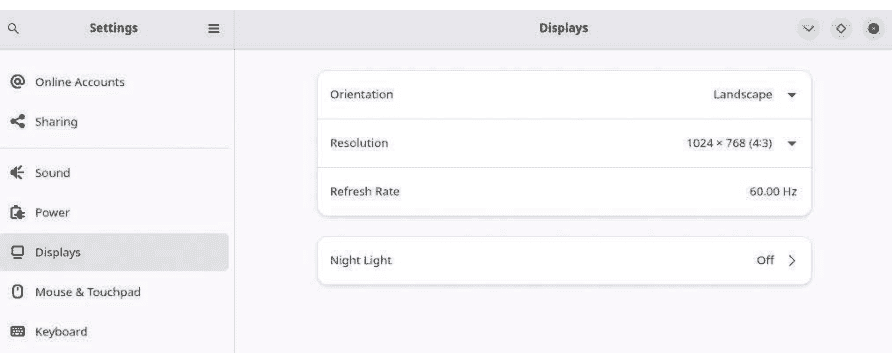 Settings
Displays
Online Accounts
Sharing
Sound
Power
Displays
Mouse & Touchpad
Keyboard
Orientation Landscape
Resolution 1024 × 768 (4:3)
Refresh Rate 60.00 Hz
Night Light Off